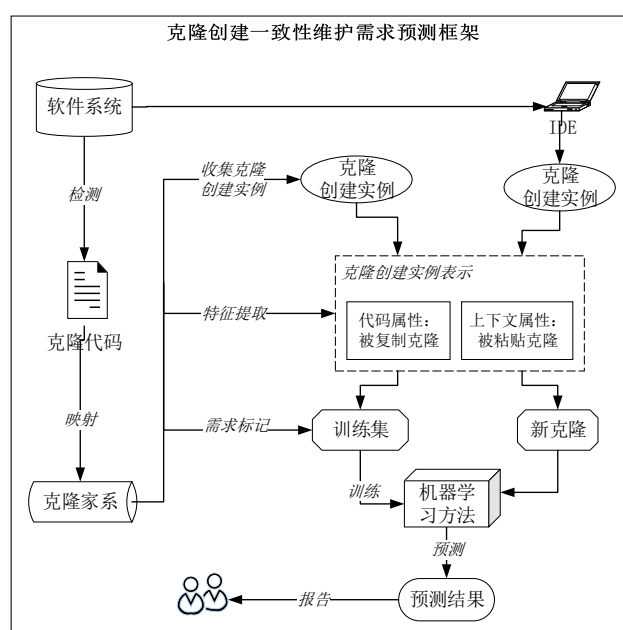 克隆创建一致性维护需求预测框架
软件系统
IDE
检测
收集克隆
创建实例
克隆
创建实例
克隆
创建实例
克隆创建实例表示
克隆代码
特征提取
代码属性：
被复制克隆
上下文属性：
被粘贴克隆
映射
需求标记
训练集
新克隆
克隆家系
训练
机器学
习方法
预测
报告
预测结果